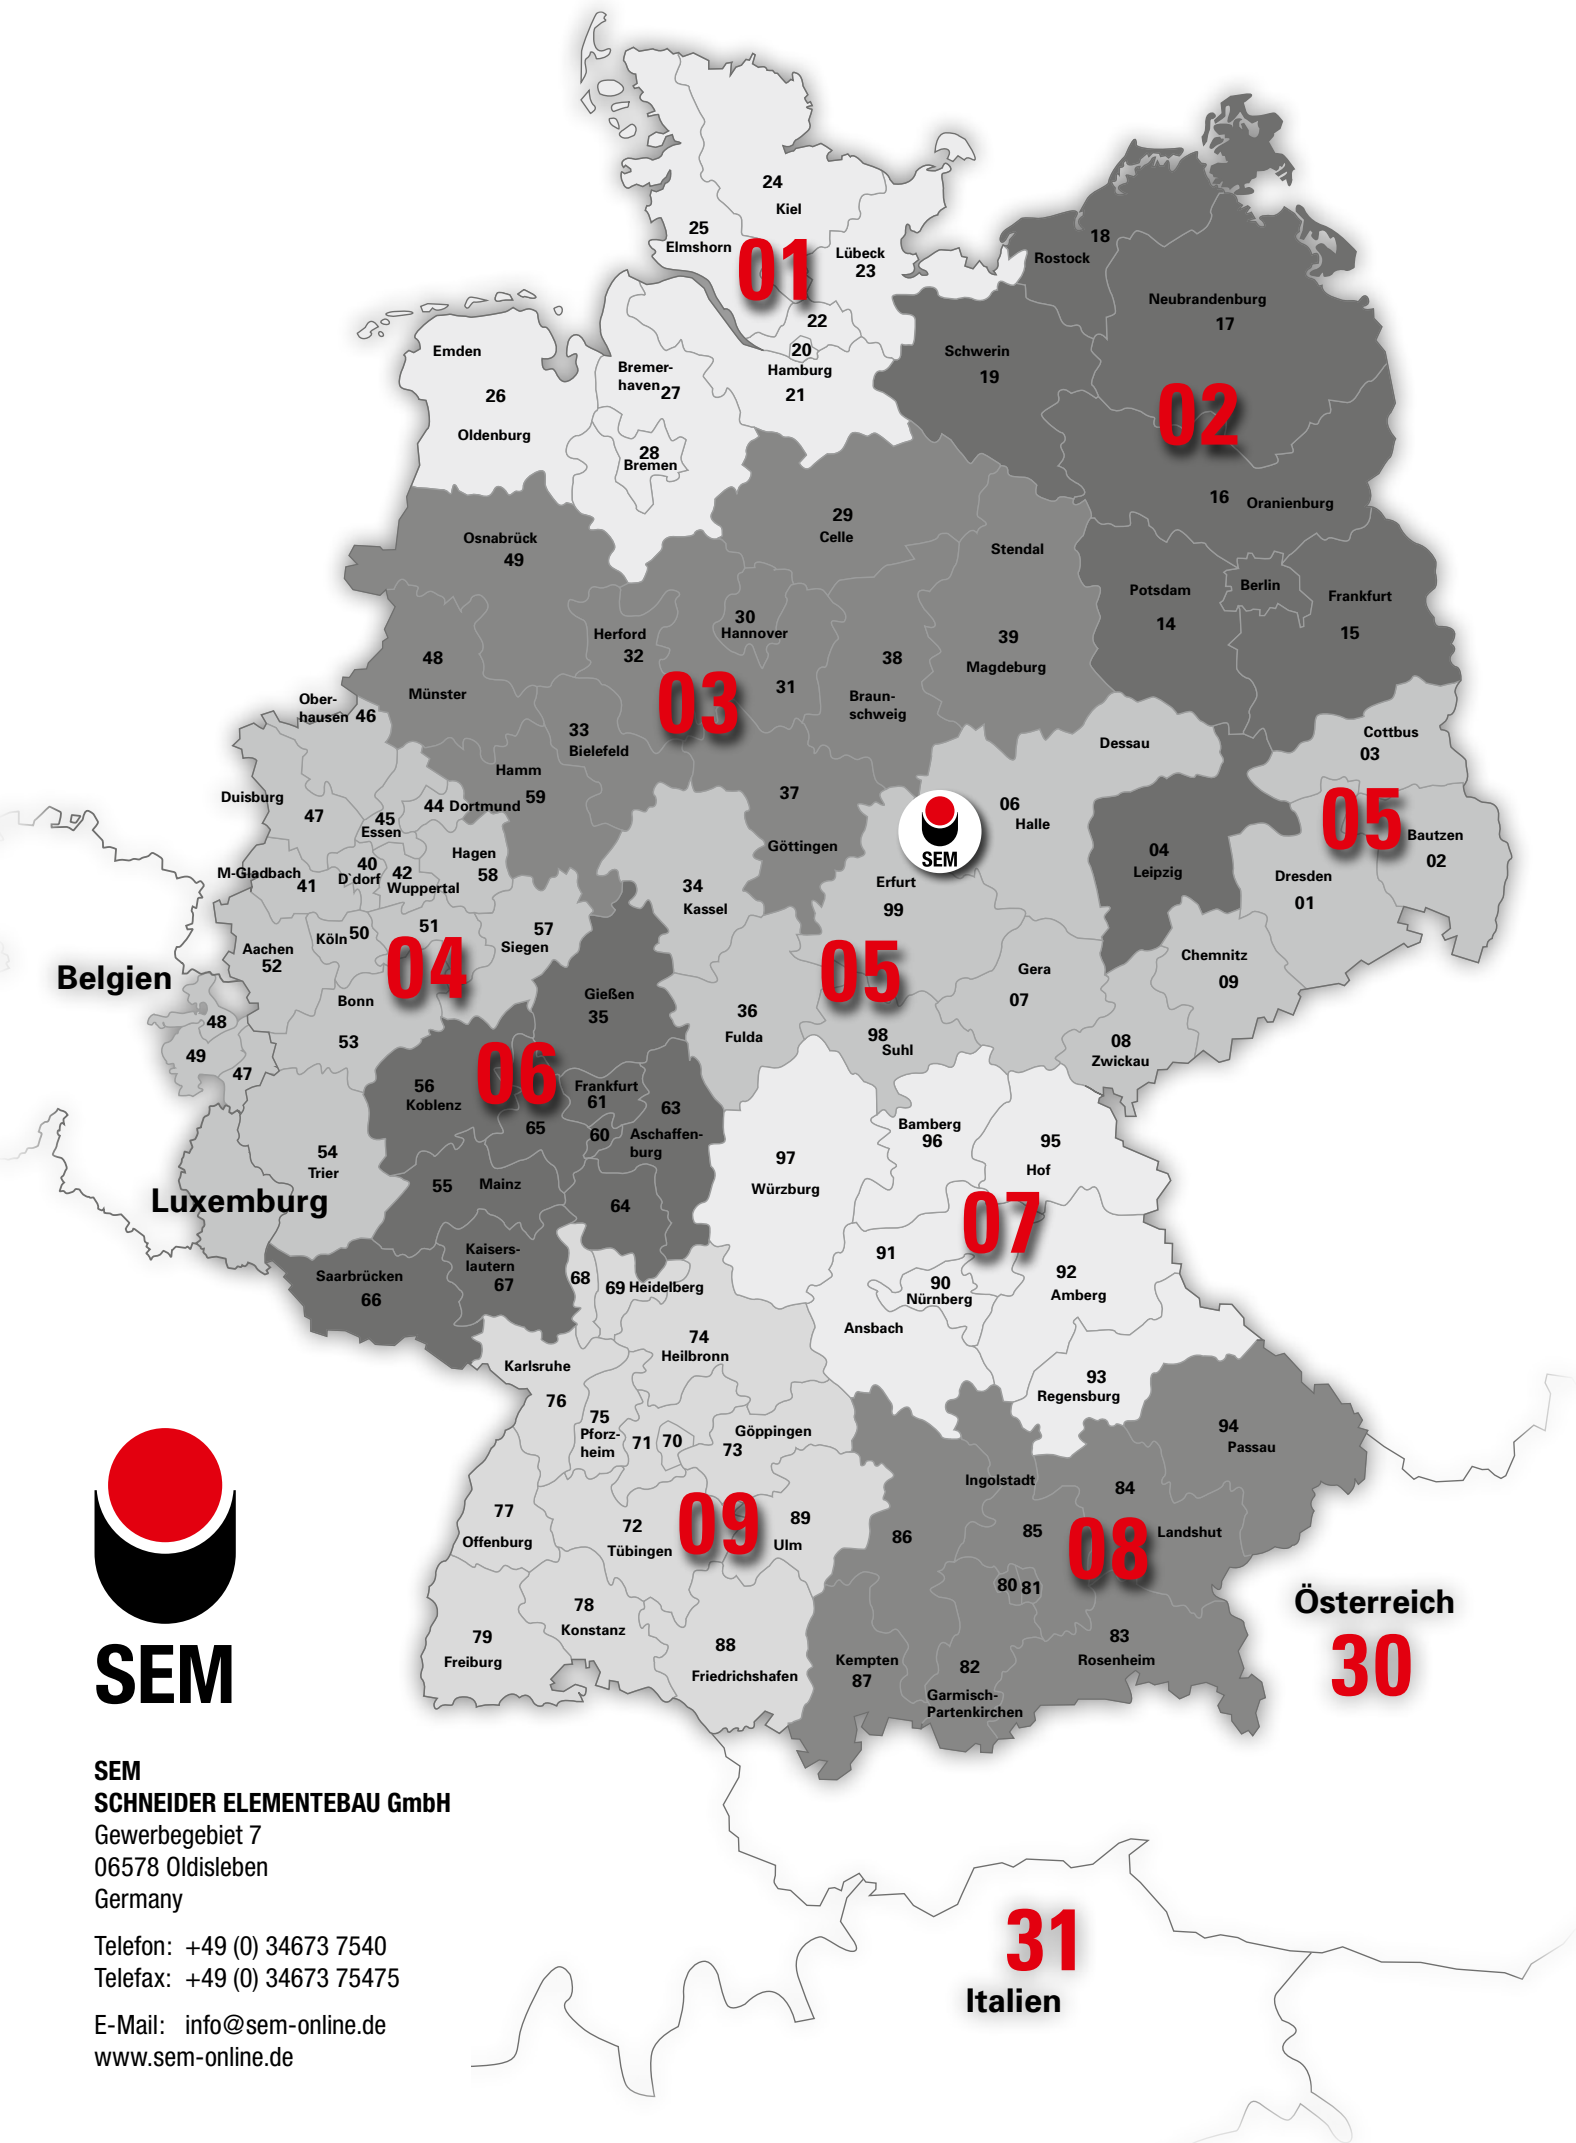 24
Kiel
25
Elmshorn
01
Lübeck
23
22
20
Hamburg
21
18
Rostock
Neubrandenburg
17
Schwerin
19
02
16 Oranienburg
Emden
26
Oldenburg
Bremer-
haven 27
28
Bremen
29
Celle
Stendal
Osnabrück
49
Potsdam
14
Berlin
Frankfurt
15
30
Hannover
Herford
32
39
Magdeburg
48
Münster
38
31
03
Braun-
schweig
Ober-
hausen 46
33
Bielefeld
Cottbus
03
Dessau
Hamm
59
37
Göttingen
Duisburg
47
44 Dortmund
45
Essen
06
Halle
SEM
05
Bautzen
02
04
Leipzig
Dresden
01
Hagen
58
M-Gladbach
41
40
D`dorf
42
Wuppertal
34
Kassel
Erfurt
99
51
57
Siegen
Köln 50
Aachen
52
04
05
Chemnitz
09
Gera
07
Belgien
Bonn
53
Gießen
35
36
Fulda
98
Suhl
08
Zwickau
48
49
47
06
56
Koblenz
Frankfurt
61
63
Aschaffen-
burg
65
60
Bamberg
96
95
Hof
54
Trier
97
Würzburg
55 Mainz
64
Luxemburg
07
Kaisers-
lautern
67
91
90
Nürnberg
92
Amberg
Saarbrücken
66
68
69 Heidelberg
Ansbach
74
Heilbronn
Karlsruhe
76
93
Regensburg
75
Pforz-
heim
71
70
Göppingen
73
94
Passau
Ingolstadt
84
77
Offenburg
72
Tübingen
09
89
Ulm
86
85
08
Landshut
80 81
78
Konstanz
79
Freiburg
88
Friedrichshafen
Kempten
87
82
Garmisch-
Partenkirchen
83
Rosenheim
Österreich
30
31
Italien
SEM
SEM
SCHNEIDER ELEMENTEBAU GmbH
Gewerbegebiet 7
06578 Oldisleben
Germany
Telefon: +49 (0) 34673 7540
Telefax: +49 (0) 34673 75475
E-Mail: info@sem-online.de
www.sem-online.de